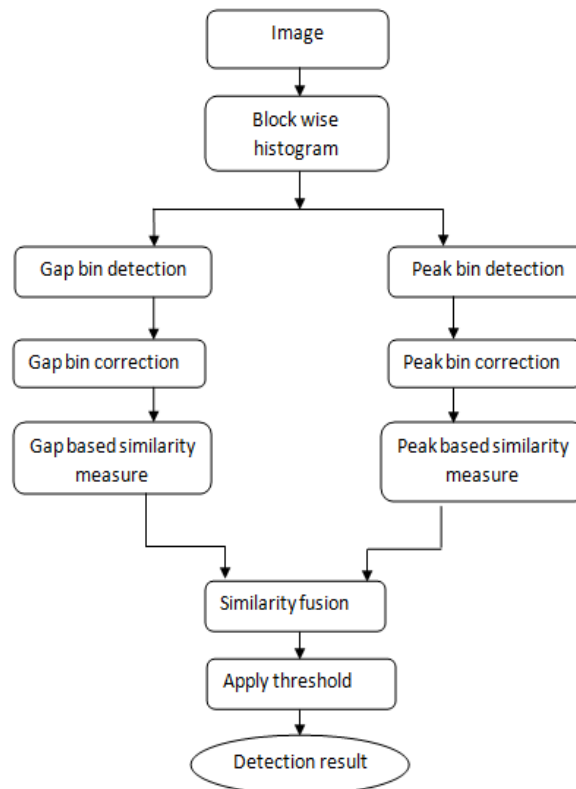 Image
Block wise
histogram
Gap bin detection
Peak bin detection
Gap bin correction
Peak bin correction
Gap based similarity
measure
Peak based similarity
measure
Similarity fusion
Apply threshold
Detection result